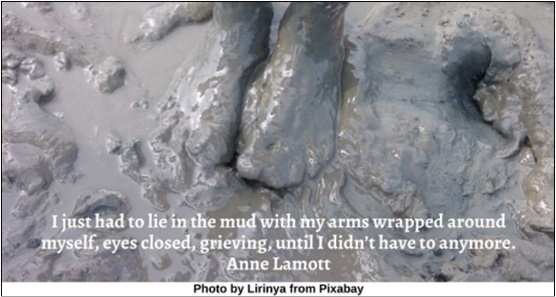 I just had to lie in the mud with my arms wrapped around
myself, eyes closed, grieving, until I didn't have to anymore.
Anne Lamott
Photo by Lirinya from Pixabay